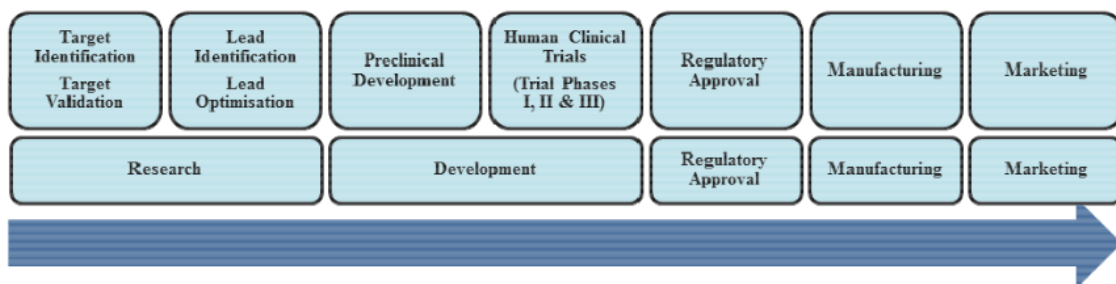 Target
Identification
Target
Validation
Lead
Identification
Lead
Optimisation
Preclinical
Development
Human Clinical
Trials
(Trial Phases
I, II & III)
Regulatory
Approval
Manufacturing
Marketing
Research
Development
Regulatory
Approval
Manufacturing
Marketing